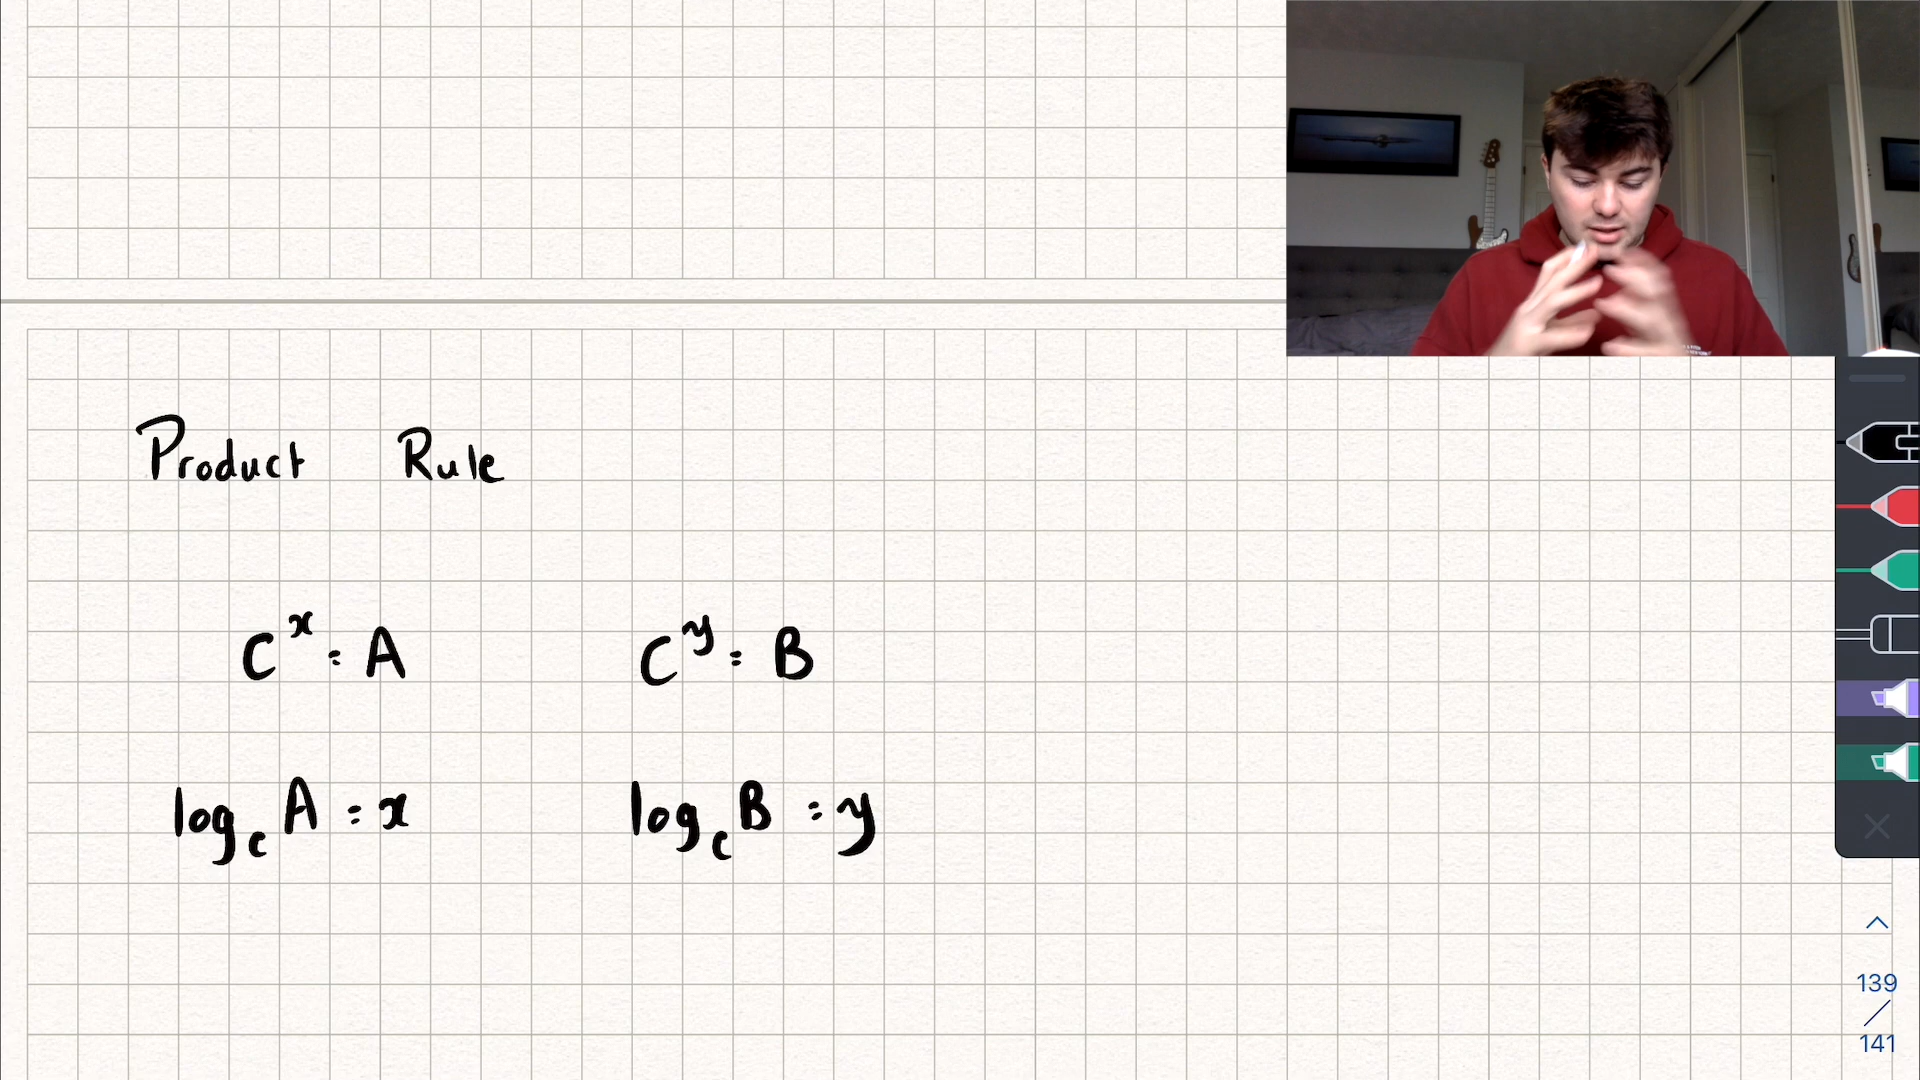 Product Rule
C^x = A C^y = B
log_c A = x log_c B = y
139
/
141